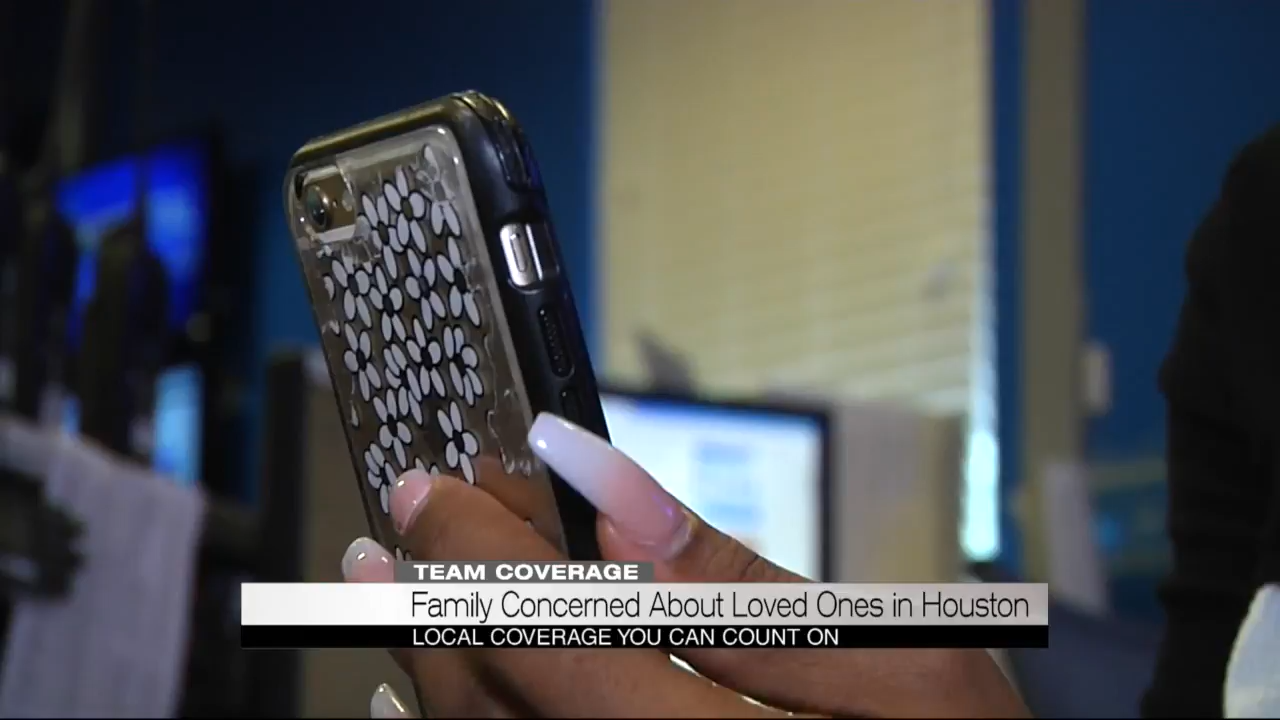 TEAM COVERAGE
Family Concerned About Loved Ones in Houston
LOCAL COVERAGE YOU CAN COUNT ON